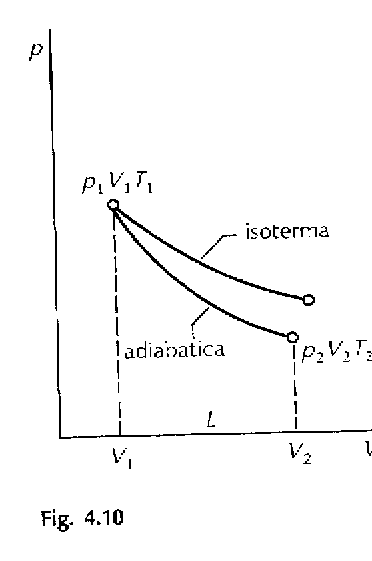 p
p₁ V₁ T₁
isoterma
adiabatica
p₂ V₂ T₂
L
V₁
V₂
Fig. 4.10